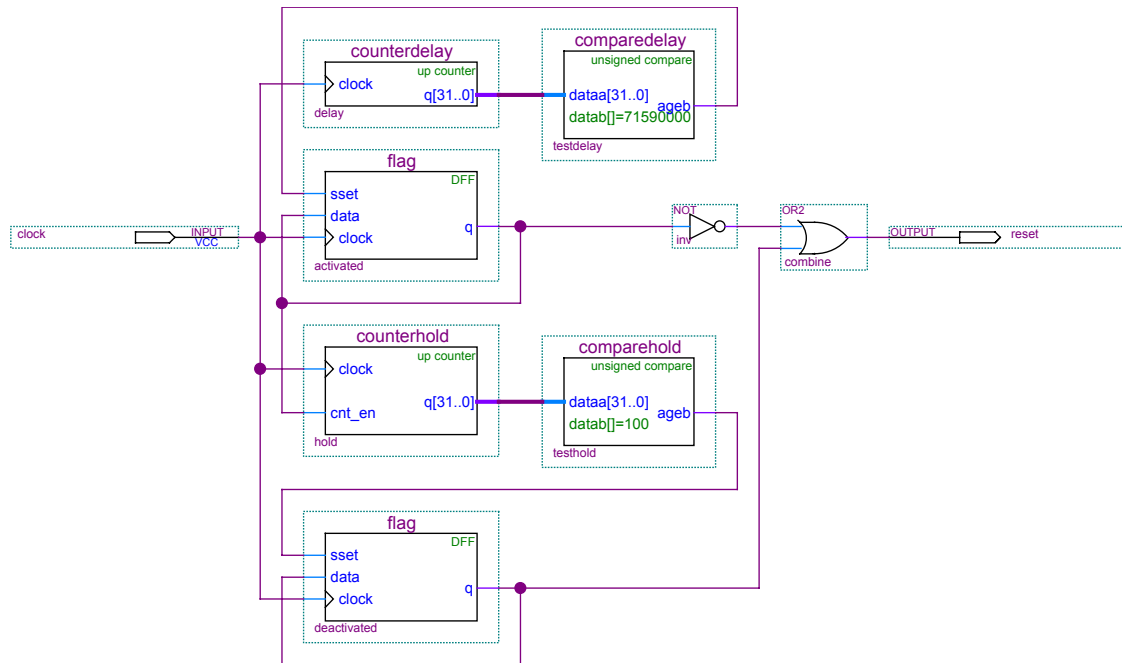 counterdelay
up counter
clock
q[31..0]
delay
comparedelay
unsigned compare
dataa[31..0]
ageb
datab[]=71590000
testdelay
flag
DFF
sset
data
clock
q
activated
clock
INPUT
VCC
NOT
inv
OR2
combine
OUTPUT
reset
counterhold
up counter
clock
q[31..0]
cnt_en
hold
comparehold
unsigned compare
dataa[31..0]
ageb
datab[]=100
testhold
flag
DFF
sset
data
q
clock
deactivated